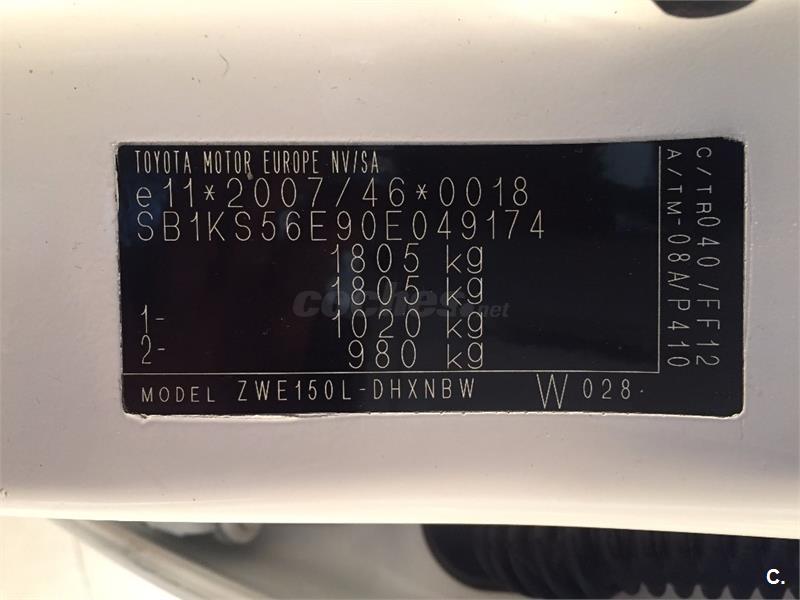 TOYOTA MOTOR EUROPE NV/SA
e11*2007/46*0018
SB1KS56E90E049174
1805 kg
1805 kg
1- 1020 kg
2- 980 kg
MODEL ZWE150L-DHXNBW W 028
C/TR040/FF12
A/TM-08A/P410
coches.net
C.